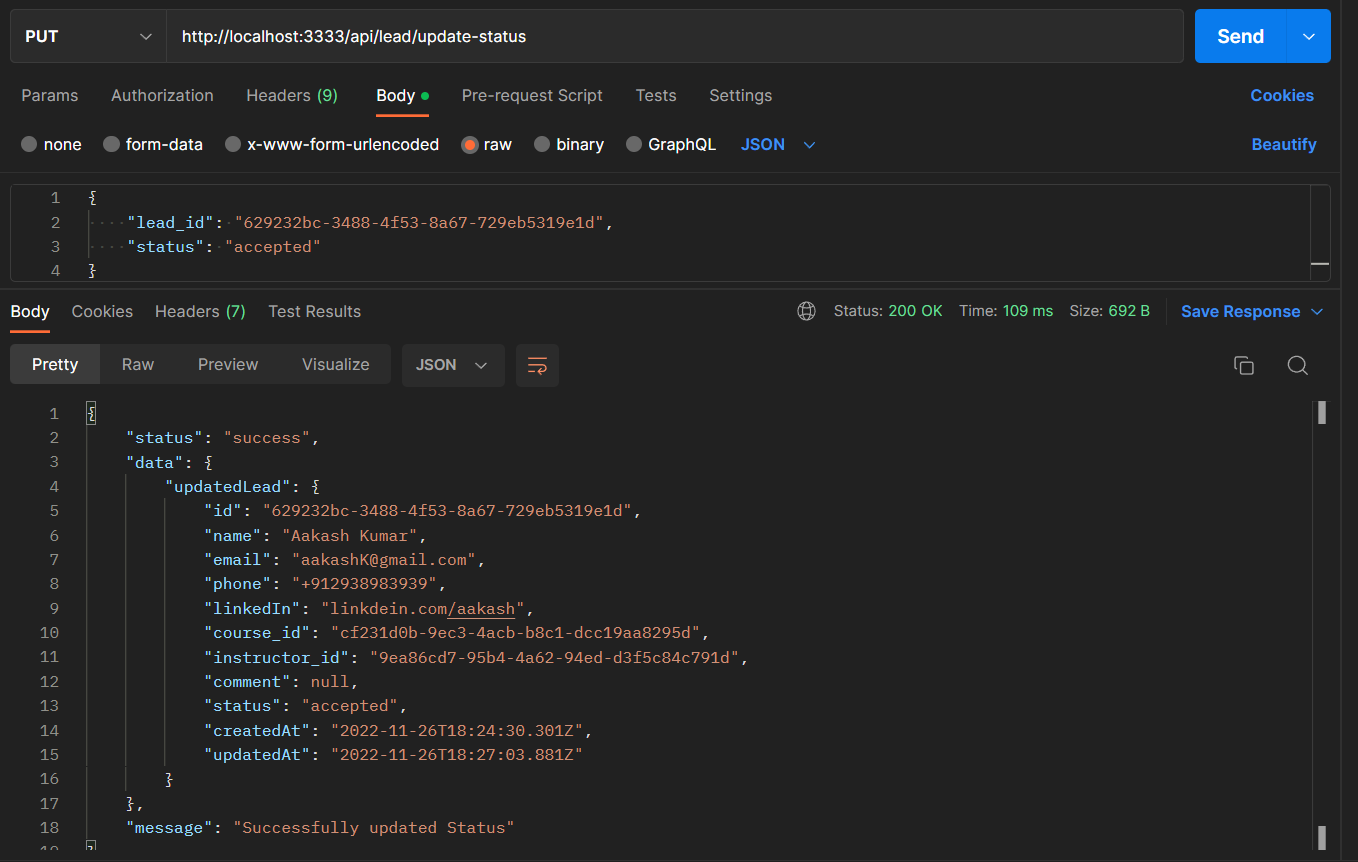 PUT http://localhost:3333/api/lead/update-status Send
Params Authorization Headers (9) Body Pre-request Script Tests Settings Cookies
none form-data x-www-form-urlencoded raw binary GraphQL JSON Beautify
1 {
2 "lead_id": "629232bc-3488-4f53-8a67-729eb5319e1d",
3 "status": "accepted"
4 }
Body Cookies Headers (7) Test Results Status: 200 OK Time: 109 ms Size: 692 B Save Response
Pretty Raw Preview Visualize JSON
1 {
2 "status": "success",
3 "data": {
4 "updatedLead": {
5 "id": "629232bc-3488-4f53-8a67-729eb5319e1d",
6 "name": "Aakash Kumar",
7 "email": "aakashK@gmail.com",
8 "phone": "+912938983939",
9 "linkedIn": "linkdein.com/aakash",
10 "course_id": "cf231d0b-9ec3-4acb-b8c1-dcc19aa8295d",
11 "instructor_id": "9ea86cd7-95b4-4a62-94ed-d3f5c84c791d",
12 "comment": null,
13 "status": "accepted",
14 "createdAt": "2022-11-26T18:24:30.301Z",
15 "updatedAt": "2022-11-26T18:27:03.881Z"
16 }
17 },
18 "message": "Successfully updated Status"
19 }